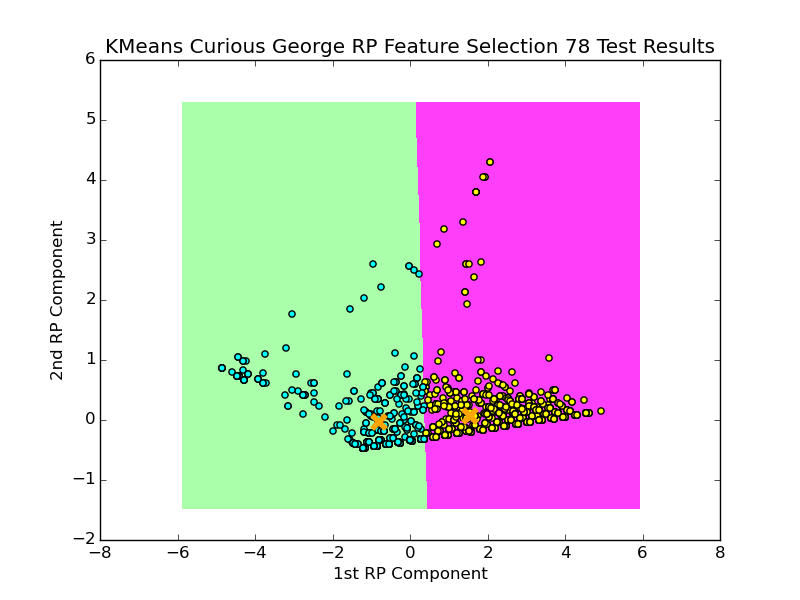 KMeans Curious George RP Feature Selection 78 Test Results
6
5
4
3
2
1
0
−1
−2
2nd RP Component
−8 −6 −4 −2 0 2 4 6 8
1st RP Component